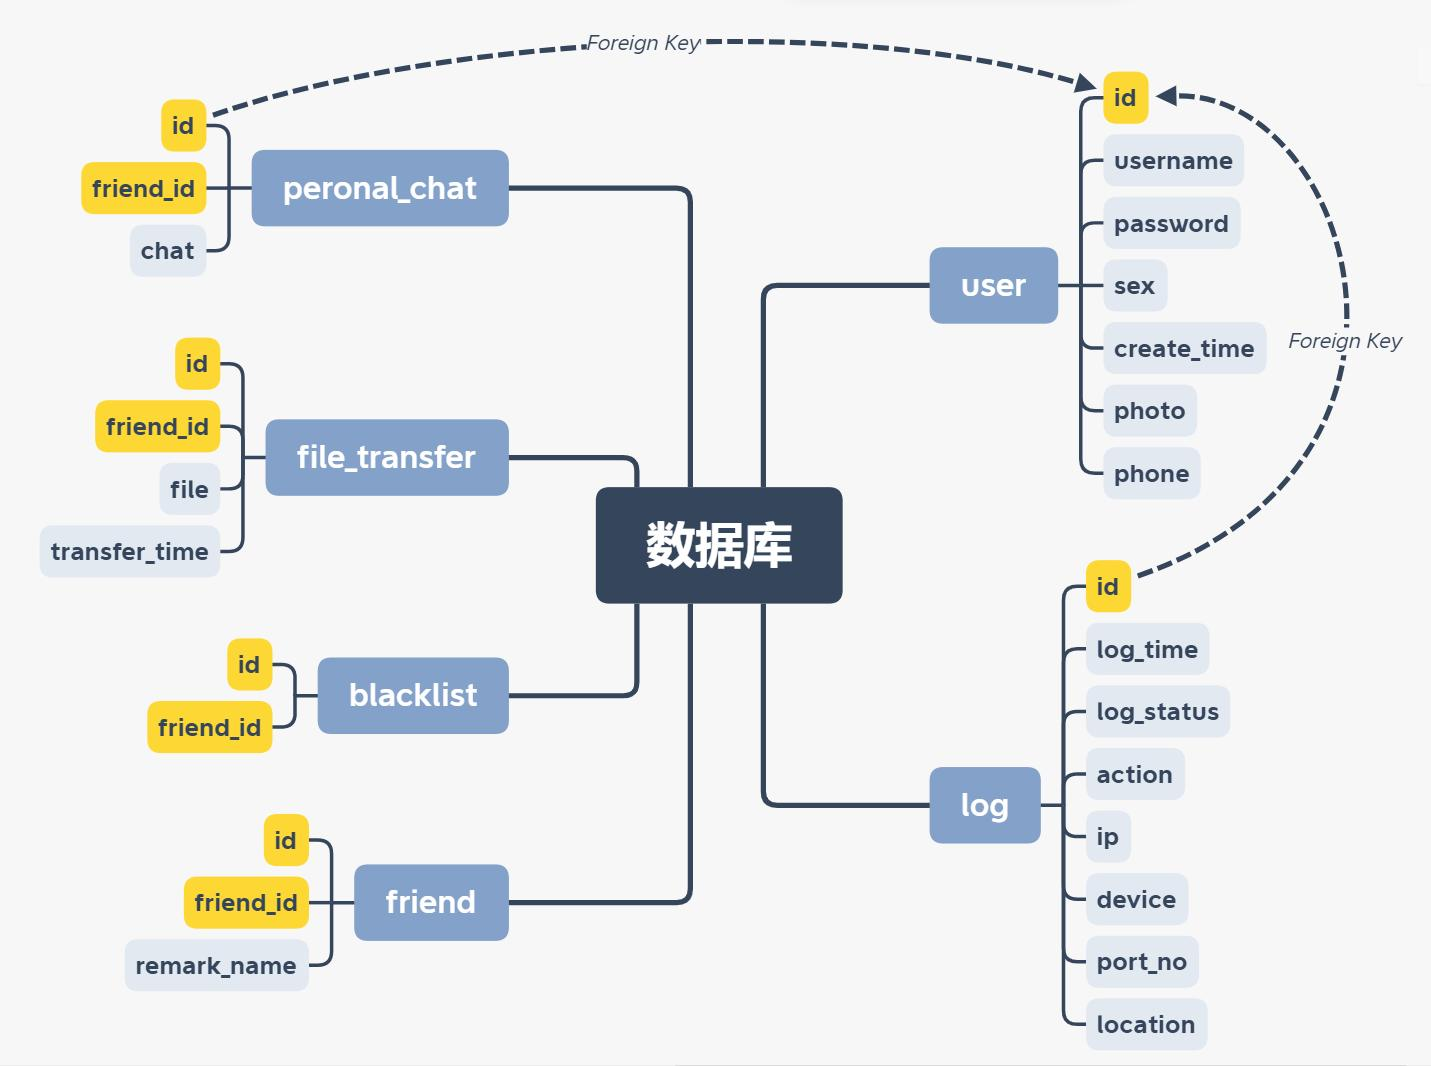 Foreign Key
id
friend_id
chat
peronal_chat
id
friend_id
file
transfer_time
file_transfer
id
friend_id
blacklist
id
friend_id
remark_name
friend
数据库
user
id
username
password
sex
create_time
photo
phone
Foreign Key
log
id
log_time
log_status
action
ip
device
port_no
location